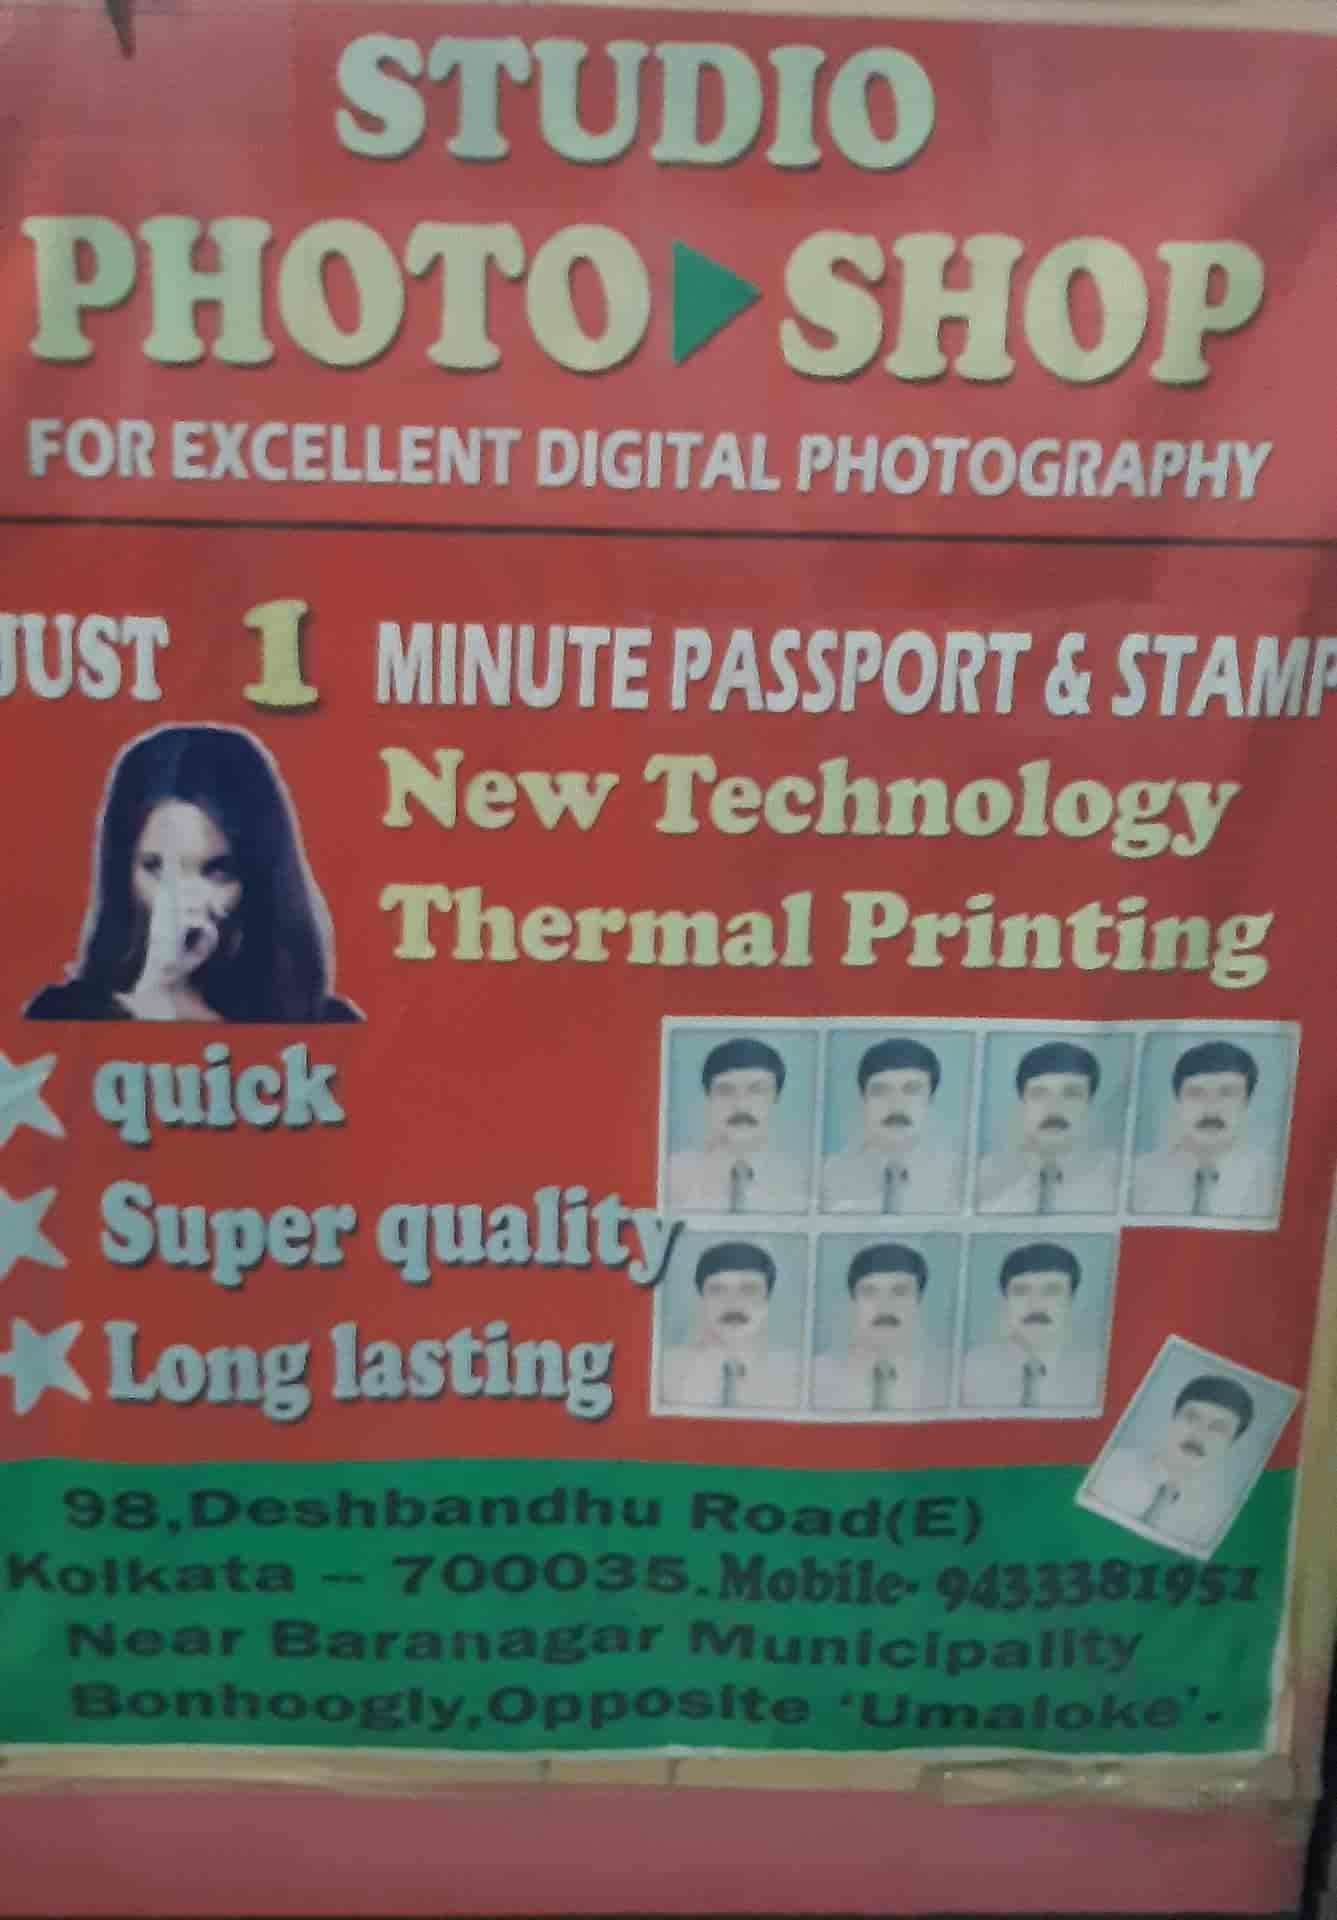 STUDIO
PHOTO SHOP
FOR EXCELLENT DIGITAL PHOTOGRAPHY
JUST 1 MINUTE PASSPORT & STAMP
New Technology
Thermal Printing
quick
Super quality
Long lasting
98,Deshbandhu Road(E)
Kolkata -- 700035.Mobile- 9433381951
Near Baranagar Municipality
Bonhoogly,Opposite ‘Umaloke’-